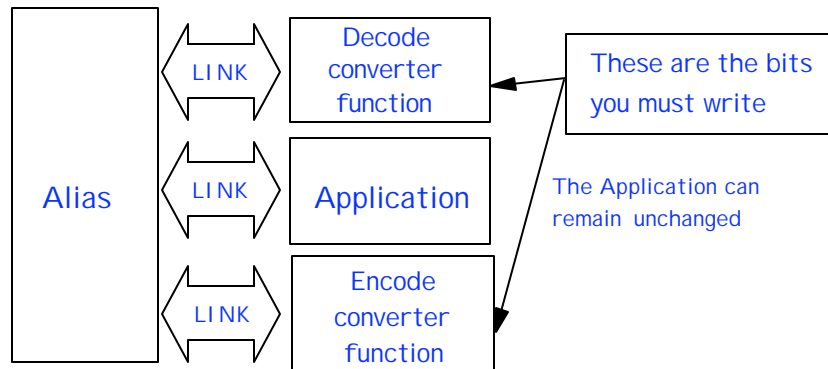 Alias
LINK
Decode
converter
function
LINK
Application
LINK
Encode
converter
function
These are the bits
you must write
The Application can
remain unchanged